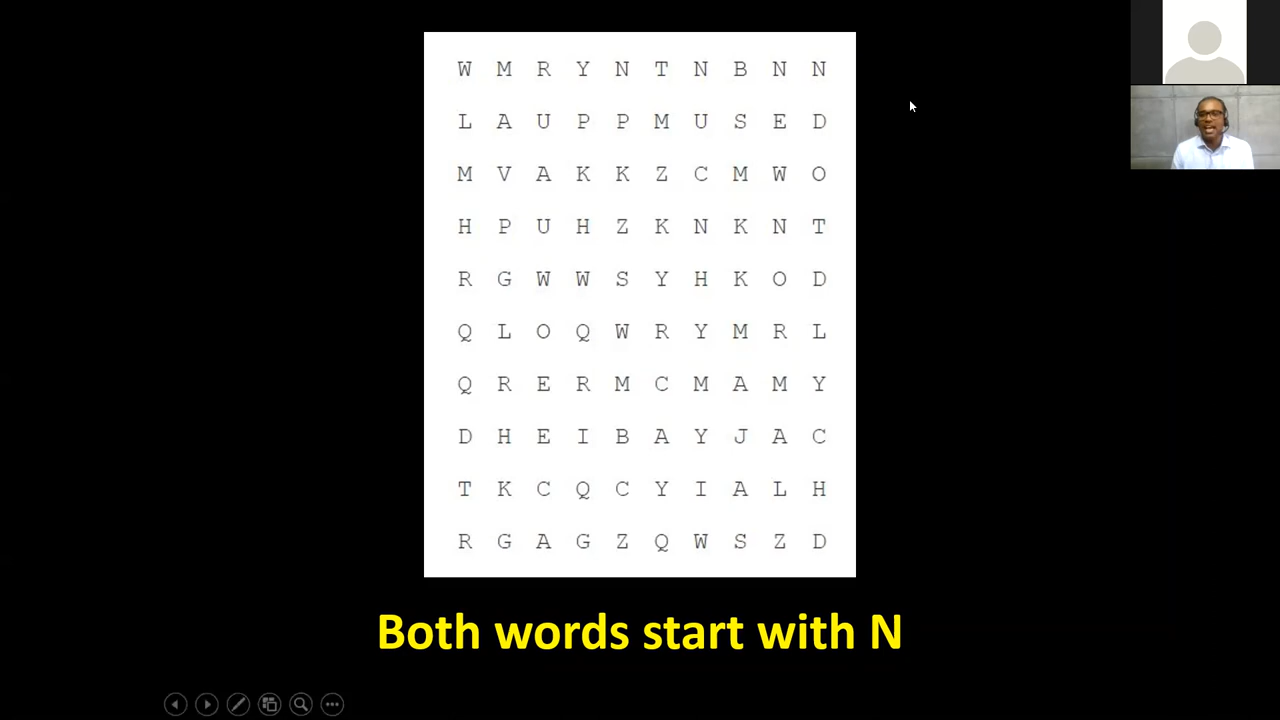 W M R Y N T N B N N
L A U P P M U S E D
M V A K K Z C M W O
H P U H Z K N K N T
R G W W S Y H K O D
Q L O Q W R Y M R L
Q R E R M C M A M Y
D H E I B A Y J A C
T K C Q C Y I A L H
R G A G Z Q W S Z D
Both words start with N